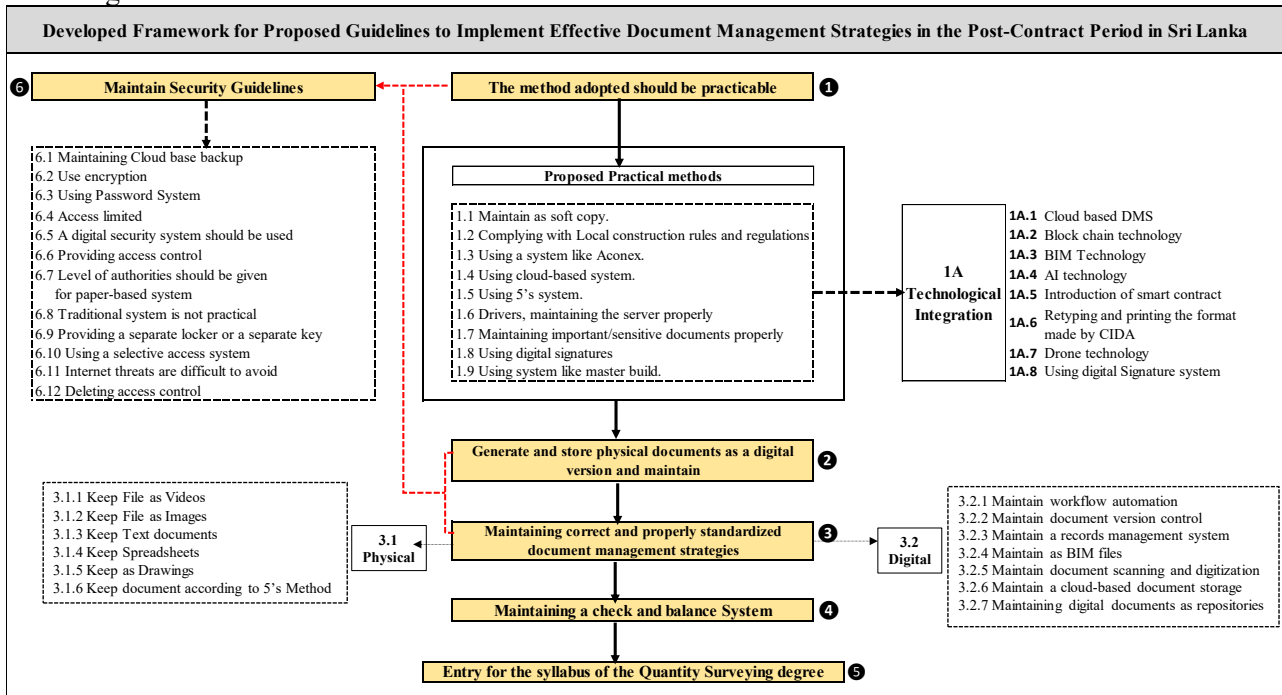 Developed Framework for Proposed Guidelines to Implement Effective Document Management Strategies in the Post-Contract Period in Sri Lanka
❻ Maintain Security Guidelines
The method adopted should be practicable ❶
6.1 Maintaining Cloud base backup
6.2 Use encryption
6.3 Using Password System
6.4 Access limited
6.5 A digital security system should be used
6.6 Providing access control
6.7 Level of authorities should be given
for paper-based system
6.8 Traditional system is not practical
6.9 Providing a separate locker or a separate key
6.10 Using a selective access system
6.11 Internet threats are difficult to avoid
6.12 Deleting access control
Proposed Practical methods
1.1 Maintain as soft copy.
1.2 Complying with Local construction rules and regulations
1.3 Using a system like Aconex.
1.4 Using cloud-based system.
1.5 Using 5's system.
1.6 Drivers, maintaining the server properly
1.7 Maintaining important/sensitive documents properly
1.8 Using digital signatures
1.9 Using system like master build.
1A
Technological
Integration
1A.1 Cloud based DMS
1A.2 Block chain technology
1A.3 BIM Technology
1A.4 AI technology
1A.5 Introduction of smart contract
1A.6 Retyping and printing the format
made by CIDA
1A.7 Drone technology
1A.8 Using digital Signature system
Generate and store physical documents as a digital
version and maintain
❷
3.1.1 Keep File as Videos
3.1.2 Keep File as Images
3.1.3 Keep Text documents
3.1.4 Keep Spreadsheets
3.1.5 Keep as Drawings
3.1.6 Keep document according to 5's Method
3.1
Physical
Maintaining correct and properly standardized
document management strategies
❸
3.2
Digital
3.2.1 Maintain workflow automation
3.2.2 Maintain document version control
3.2.3 Maintain a records management system
3.2.4 Maintain as BIM files
3.2.5 Maintain document scanning and digitization
3.2.6 Maintain a cloud-based document storage
3.2.7 Maintaining digital documents as repositories
Maintaining a check and balance System ❹
Entry for the syllabus of the Quantity Surveying degree ❺